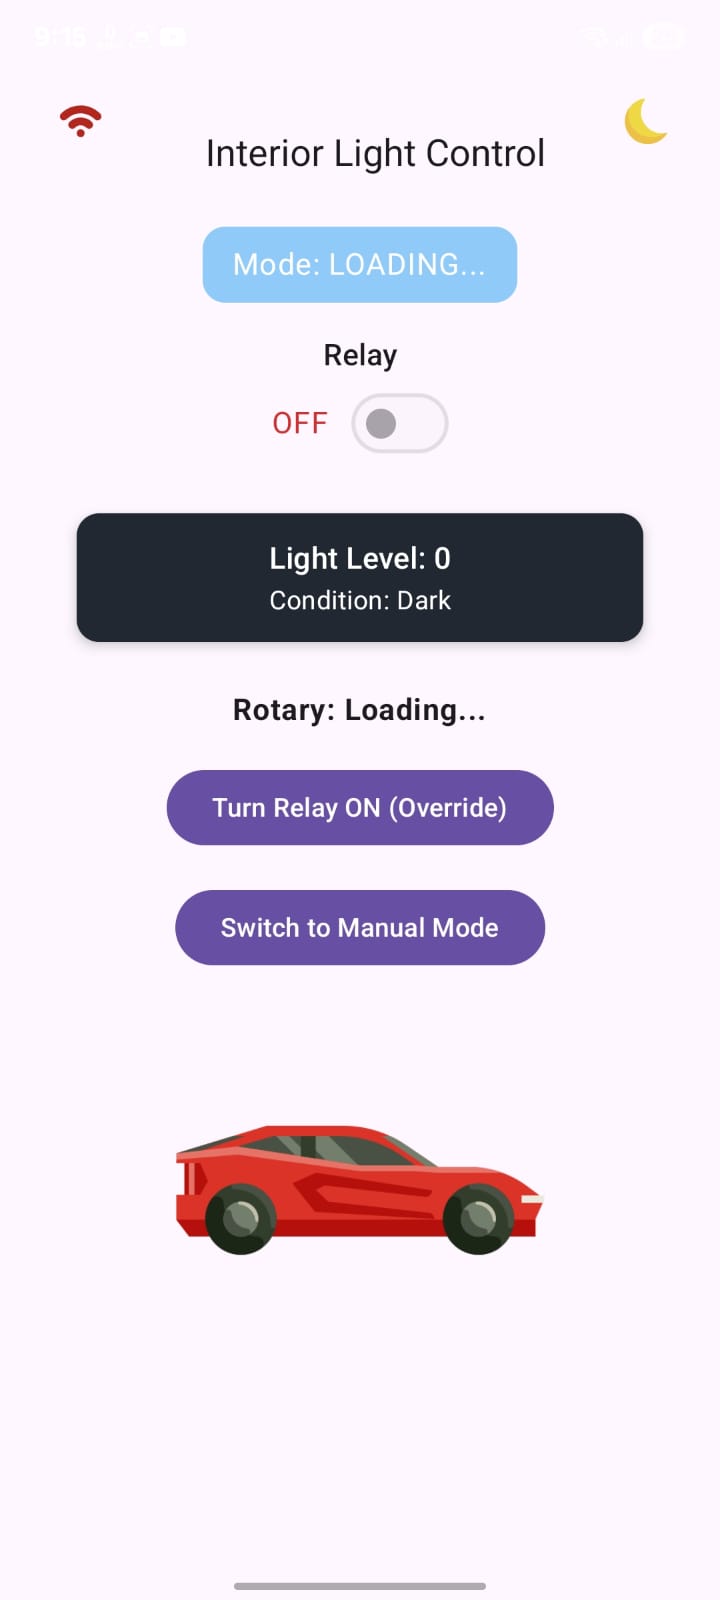 9:15
Interior Light Control
Mode: LOADING...
Relay
OFF
Light Level: 0
Condition: Dark
Rotary: Loading...
Turn Relay ON (Override)
Switch to Manual Mode